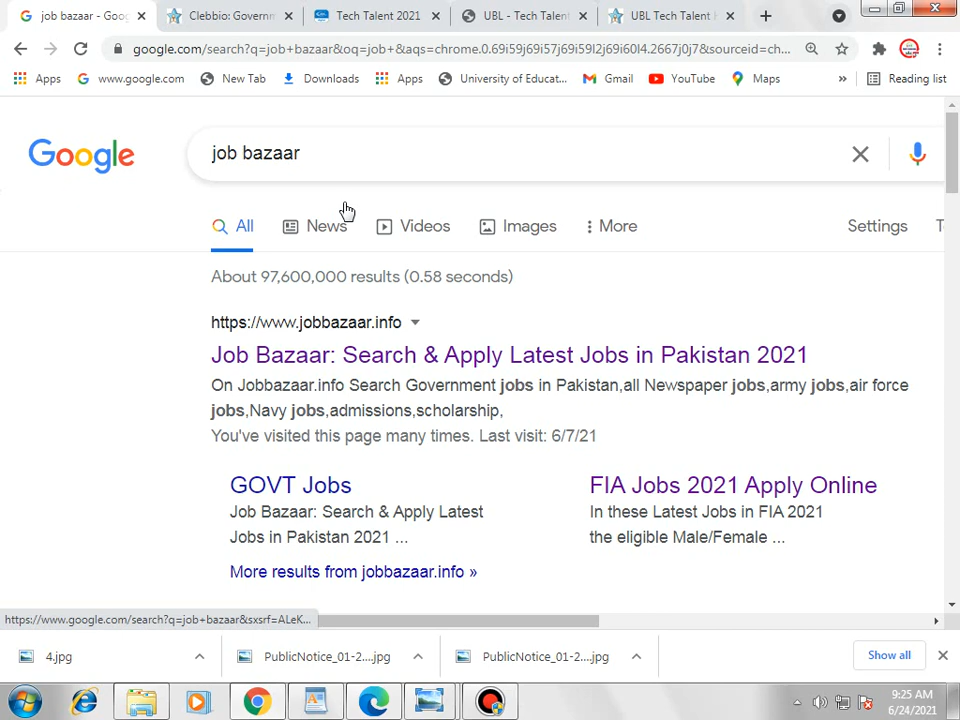 job bazaar - Goo
Clebbio: Governm
Tech Talent 2021
UBL - Tech Talen
UBL Tech Talent
google.com/search?q=job+bazaar&oq=job+&aqs=chrome.0.69i59j69i57j69i59l2j69i60l4.2667j0j7&sourceid=ch...
Apps
www.google.com
New Tab
Downloads
Apps
University of Educat...
Gmail
YouTube
Maps
»
Reading list
Google
job bazaar
All
News
Videos
Images
More
Settings
About 97,600,000 results (0.58 seconds)
https://www.jobbazaar.info
Job Bazaar: Search & Apply Latest Jobs in Pakistan 2021
On Jobbazaar.info Search Government jobs in Pakistan,all Newspaper jobs,army jobs,air force
jobs,Navy jobs,admissions,scholarship,
You've visited this page many times. Last visit: 6/7/21
GOVT Jobs
Job Bazaar: Search & Apply Latest
Jobs in Pakistan 2021 ...
FIA Jobs 2021 Apply Online
In these Latest Jobs in FIA 2021
the eligible Male/Female ...
More results from jobbazaar.info »
https://www.google.com/search?q=job+bazaar&sxsrf=ALeK...
4.jpg
PublicNotice_01-2....jpg
PublicNotice_01-2....jpg
Show all
9:25 AM
6/24/2021